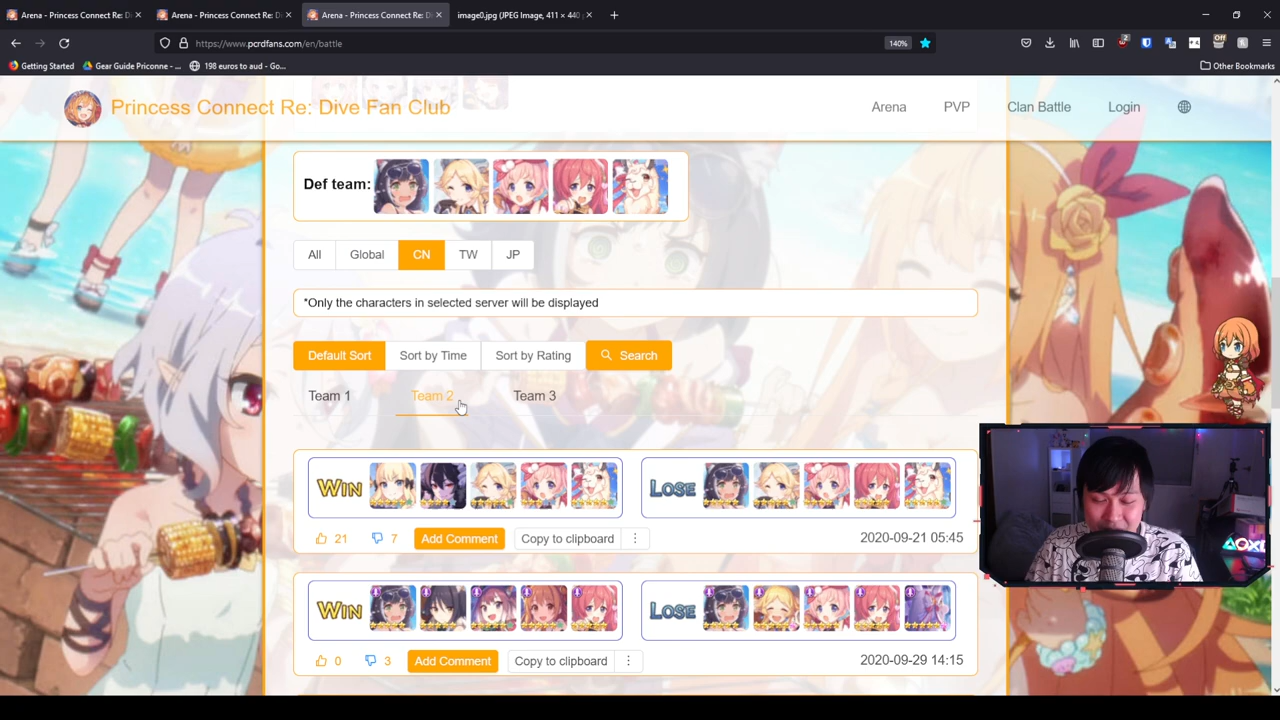 Arena - Princess Connect Re: Di
Arena - Princess Connect Re: Di
Arena - Princess Connect Re: Di
image0.jpg (JPEG Image, 411 × 440
https://www.pcrdfans.com/en/battle
140%
2
Off
Getting Started
Gear Guide Priconne - ...
198 euros to aud - Go...
Other Bookmarks
Princess Connect Re: Dive Fan Club
Arena
PVP
Clan Battle
Login
Def team:
All
Global
CN
TW
JP
*Only the characters in selected server will be displayed
Default Sort
Sort by Time
Sort by Rating
Search
Team 1
Team 2
Team 3
WIN
LOSE
21
7
Add Comment
Copy to clipboard
2020-09-21 05:45
WIN
LOSE
0
3
Add Comment
Copy to clipboard
2020-09-29 14:15